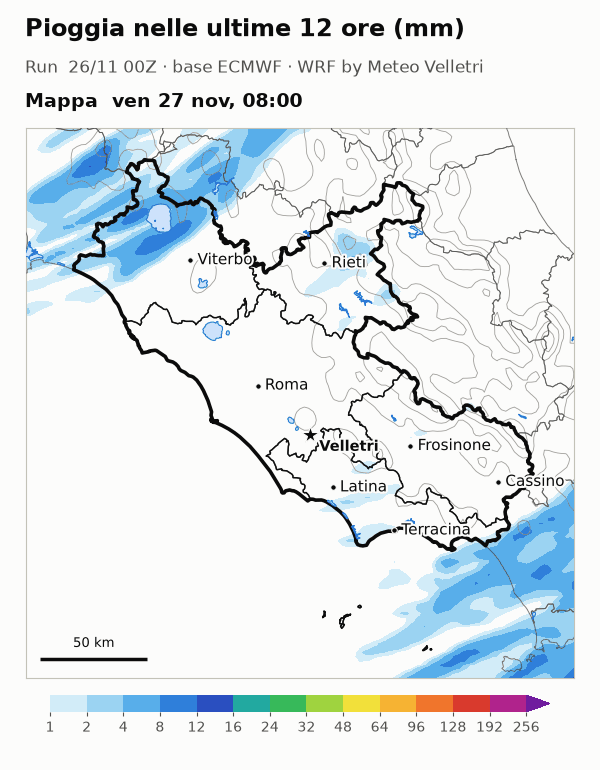 Pioggia nelle ultime 12 ore (mm)
Run 26/11 00Z · base ECMWF · WRF by Meteo Velletri
Mappa ven 27 nov, 08:00
Viterbo
Rieti
Roma
Velletri
Frosinone
Latina
Cassino
Terracina
50 km
1 2 4 8 12 16 24 32 48 64 96 128 192 256